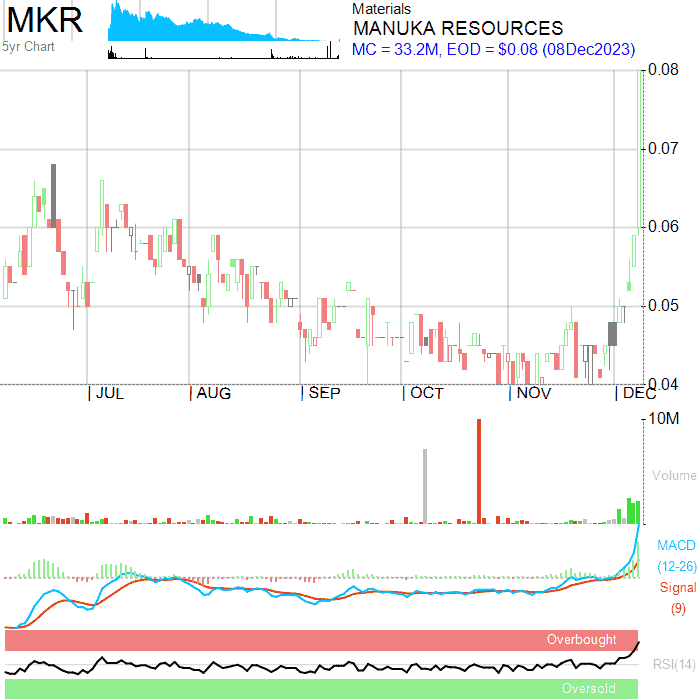 MKR
5yr Chart
Materials
MANUKA RESOURCES
MC = 33.2M, EOD = $0.08 (08Dec2023)
0.08
0.07
0.06
0.05
0.04
JUL AUG SEP OCT NOV DEC
10M
Volume
MACD
(12-26)
Signal
(9)
Overbought
RSI(14)
Oversold